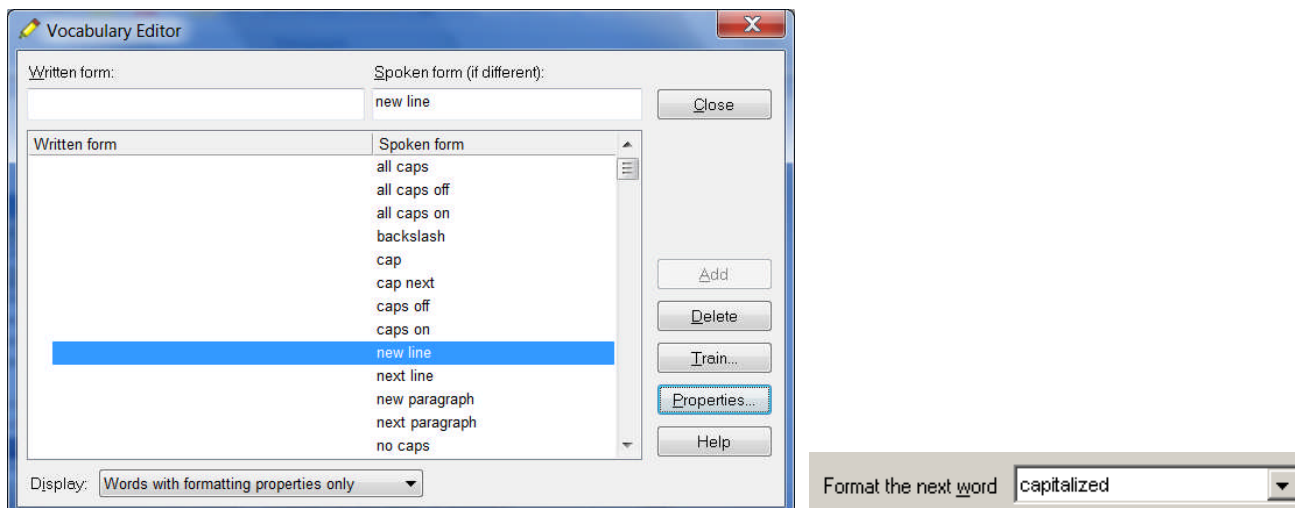 Vocabulary Editor
Written form: Spoken form (if different):
new line
Close
Written form Spoken form
all caps
all caps off
all caps on
backslash
cap
cap next
caps off
caps on
new line
next line
new paragraph
next paragraph
no caps
Add
Delete
Train...
Properties...
Help
Display: Words with formatting properties only
Format the next word capitalized